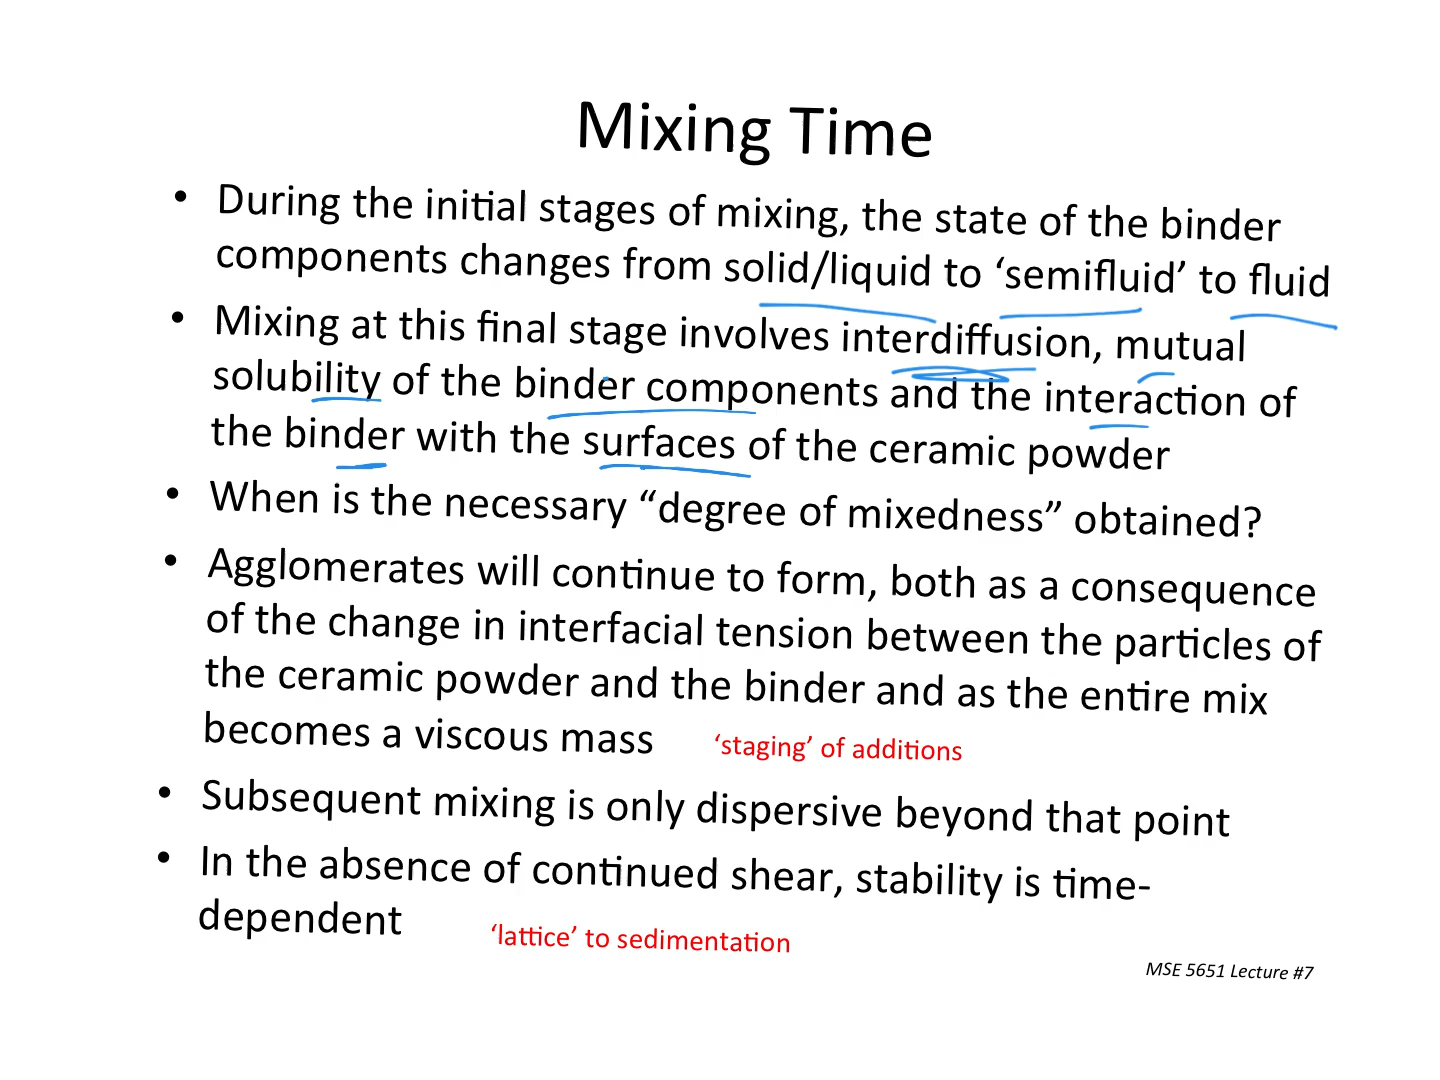 Mixing Time
• During the initial stages of mixing, the state of the binder
components changes from solid/liquid to ‘semifluid’ to fluid
• Mixing at this final stage involves interdiffusion, mutual
solubility of the binder components and the interaction of
the binder with the surfaces of the ceramic powder
• When is the necessary “degree of mixedness” obtained?
• Agglomerates will continue to form, both as a consequence
of the change in interfacial tension between the particles of
the ceramic powder and the binder and as the entire mix
becomes a viscous mass ‘staging’ of additions
• Subsequent mixing is only dispersive beyond that point
• In the absence of continued shear, stability is time-
dependent ‘lattice’ to sedimentation
MSE 5651 Lecture #7